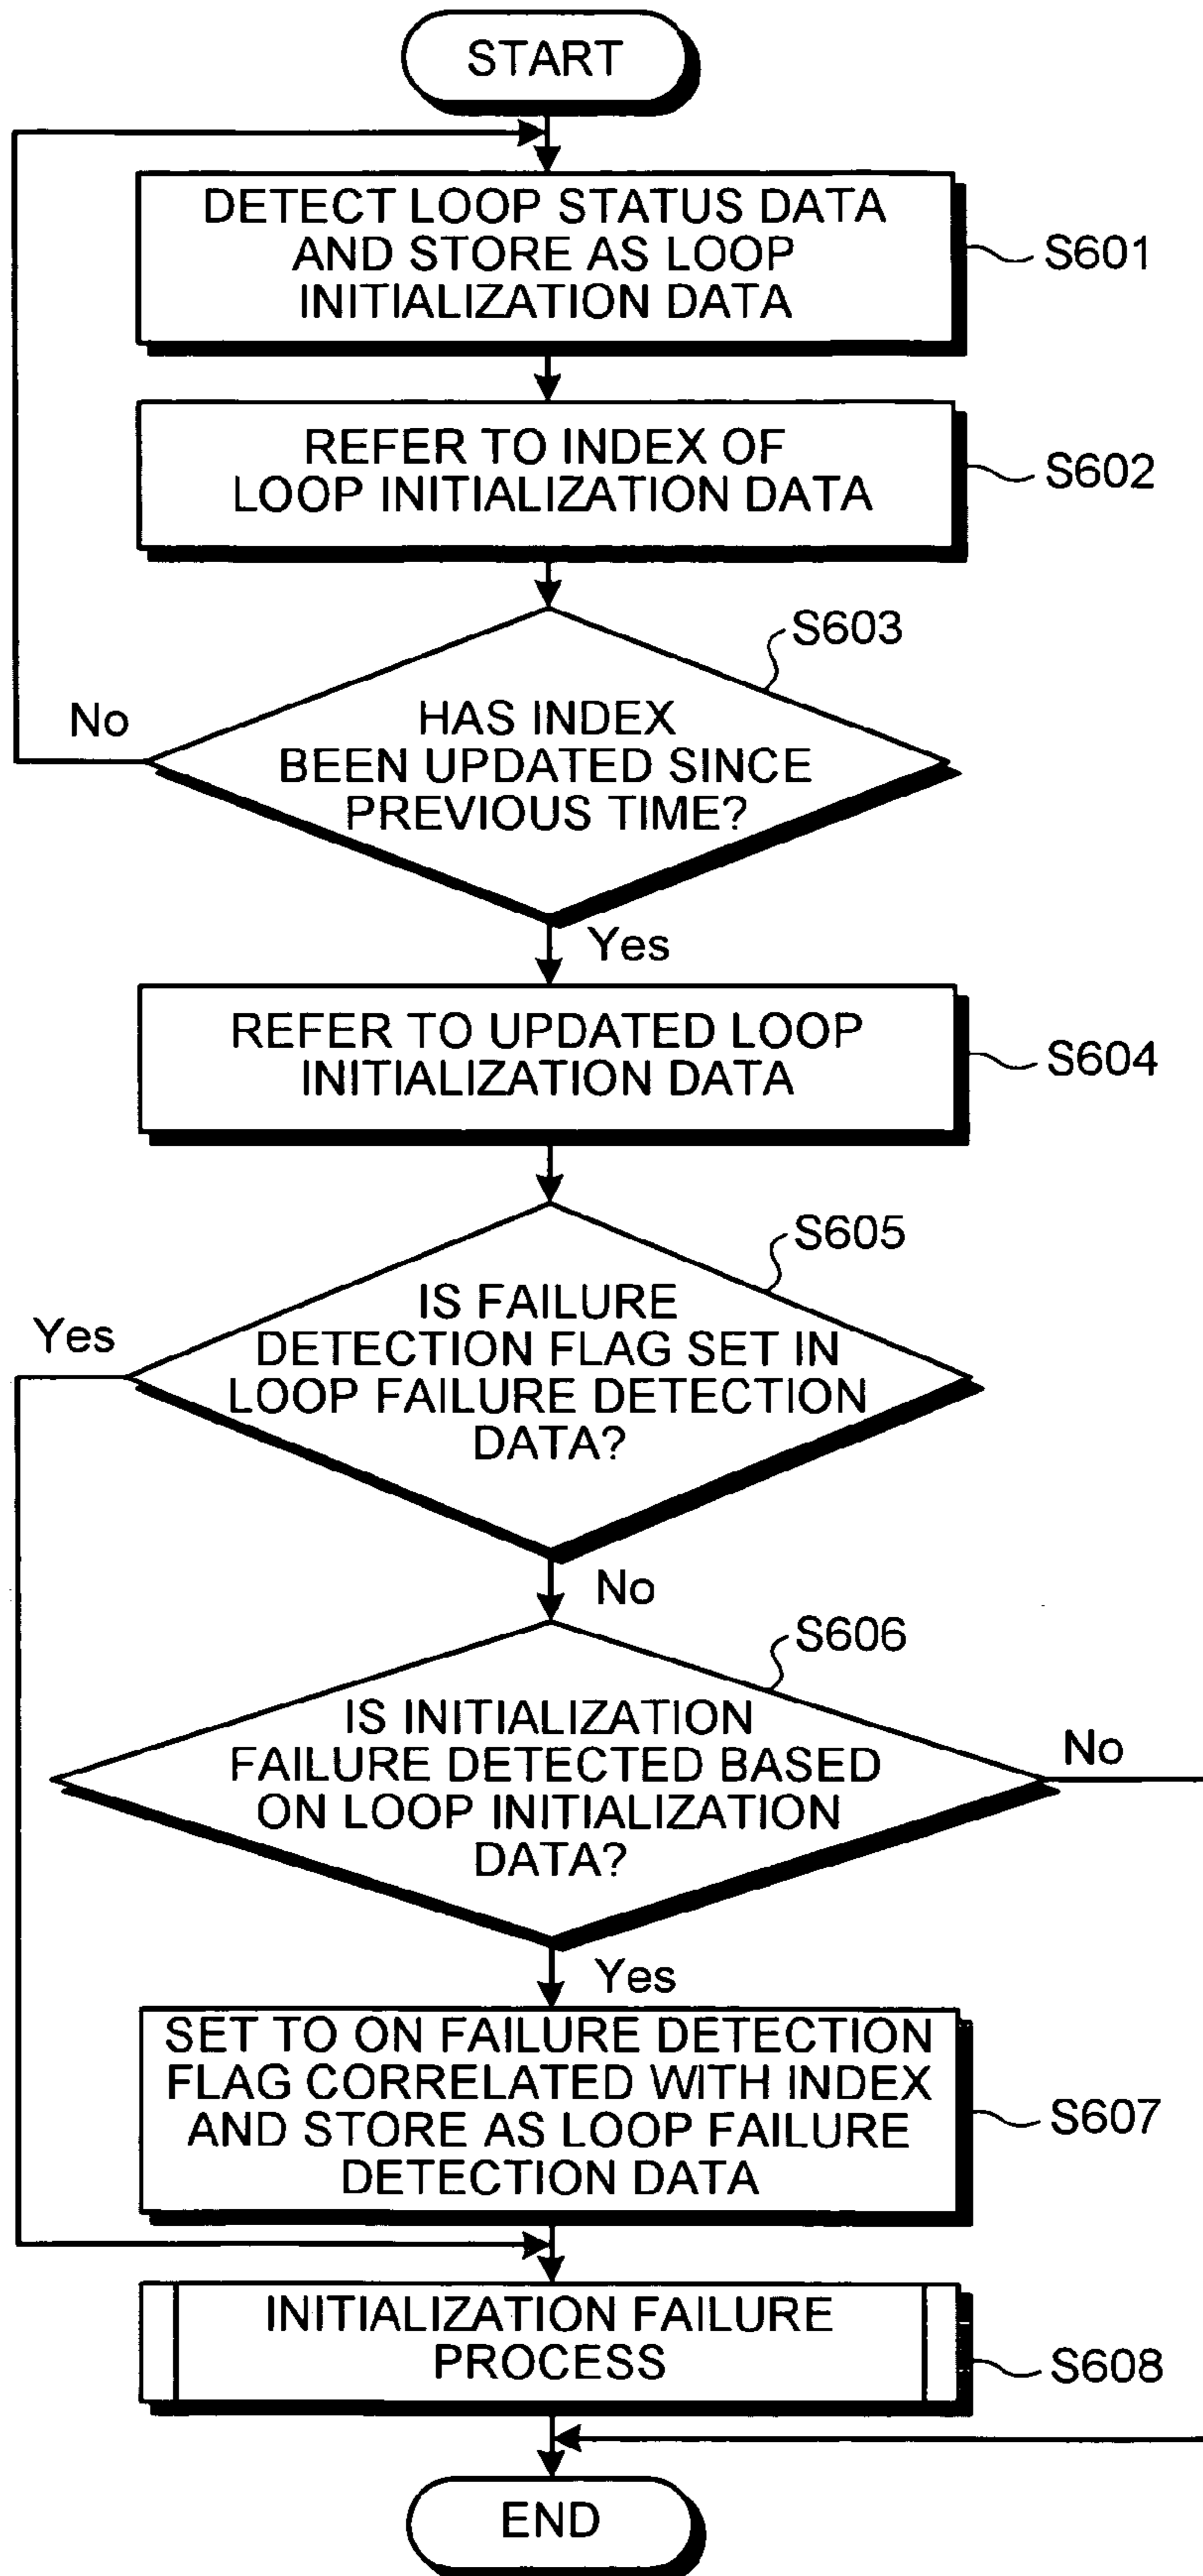 START
DETECT LOOP STATUS DATA
AND STORE AS LOOP
INITIALIZATION DATA
S601
REFER TO INDEX OF
LOOP INITIALIZATION DATA
S602
S603
No
HAS INDEX
BEEN UPDATED SINCE
PREVIOUS TIME?
Yes
REFER TO UPDATED LOOP
INITIALIZATION DATA
S604
S605
Yes
IS FAILURE
DETECTION FLAG SET IN
LOOP FAILURE DETECTION
DATA?
No
S606
IS INITIALIZATION
FAILURE DETECTED BASED
ON LOOP INITIALIZATION
DATA?
No
Yes
SET TO ON FAILURE DETECTION
FLAG CORRELATED WITH INDEX
AND STORE AS LOOP FAILURE
DETECTION DATA
S607
INITIALIZATION FAILURE
PROCESS
S608
END